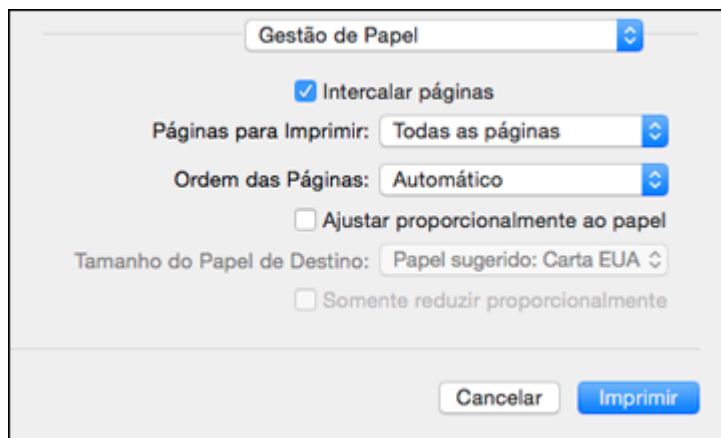 Gestão de Papel
Intercalar páginas
Páginas para Imprimir: Todas as páginas
Ordem das Páginas: Automático
Ajustar proporcionalmente ao papel
Tamanho do Papel de Destino: Papel sugerido: Carta EUA
Somente reduzir proporcionalmente
Cancelar Imprimir